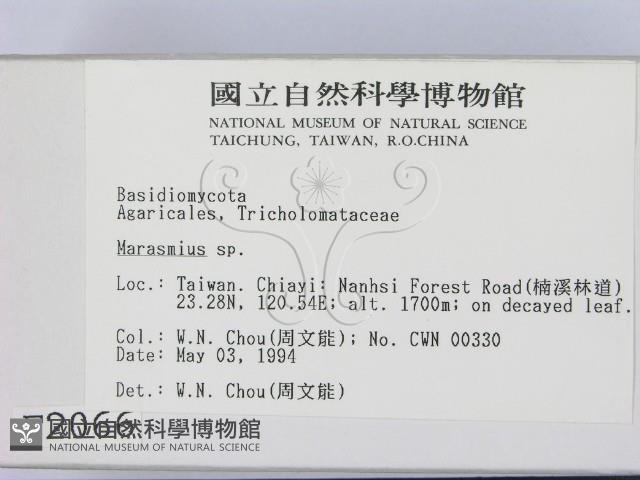 國立自然科學博物館
NATIONAL MUSEUM OF NATURAL SCIENCE
TAICHUNG, TAIWAN, R.O.CHINA
Basidiomycota
Agaricales, Tricholomataceae
Marasmius sp.
Loc.: Taiwan. Chiayi: Nanhsi Forest Road(楠溪林道)
23.28N, 120.54E; alt. 1700m; on decayed leaf.
Col.: W.N. Chou(周文能); No. CWN 00330
Date: May 03, 1994
Det.: W.N. Chou(周文能)
2066
國立自然科學博物館
NATIONAL MUSEUM OF NATURAL SCIENCE